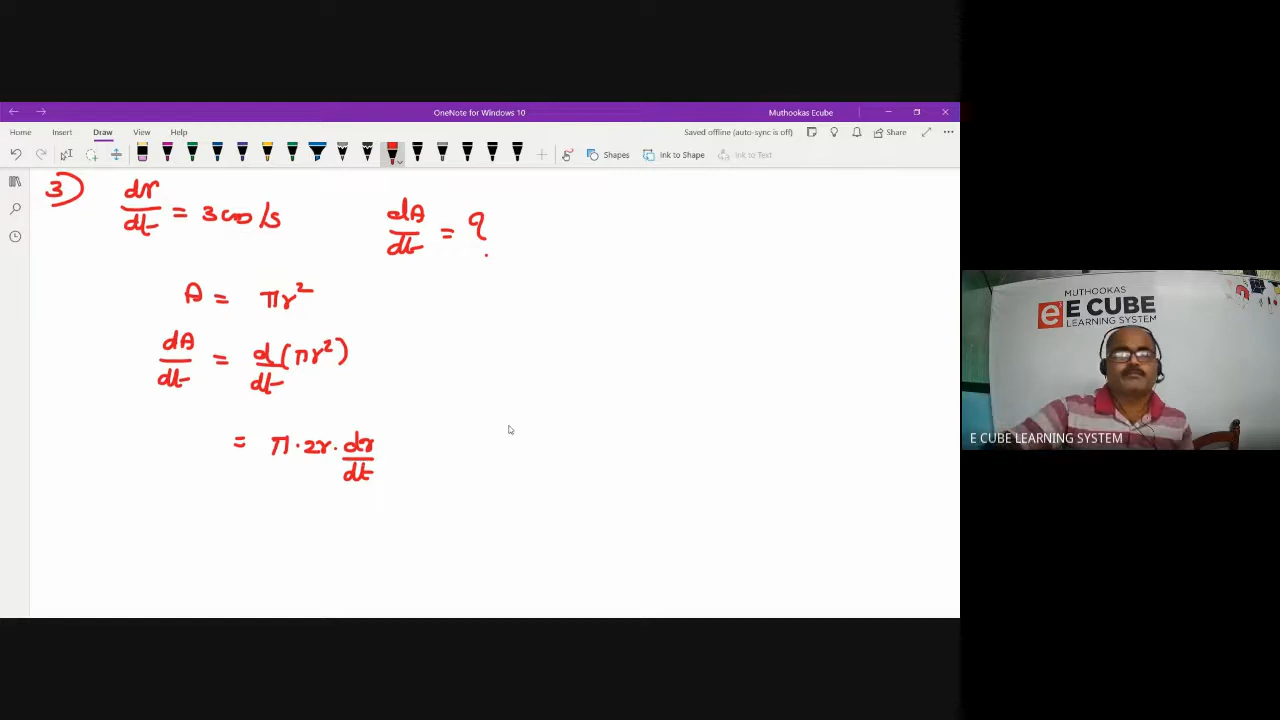 OneNote for Windows 10
Muthookas Ecube
Home Insert Draw View Help
Saved offline (auto-sync is off)
Share
Shapes
Ink to Shape
Ink to Text
3) dr/dt = 3cm/s
dA/dt = ?
A = πr²
dA/dt = d/dt (πr²)
= π·2r·dr/dt
MUTHOOKAS
e³ E CUBE
LEARNING SYSTEM
E CUBE LEARNING SYSTEM